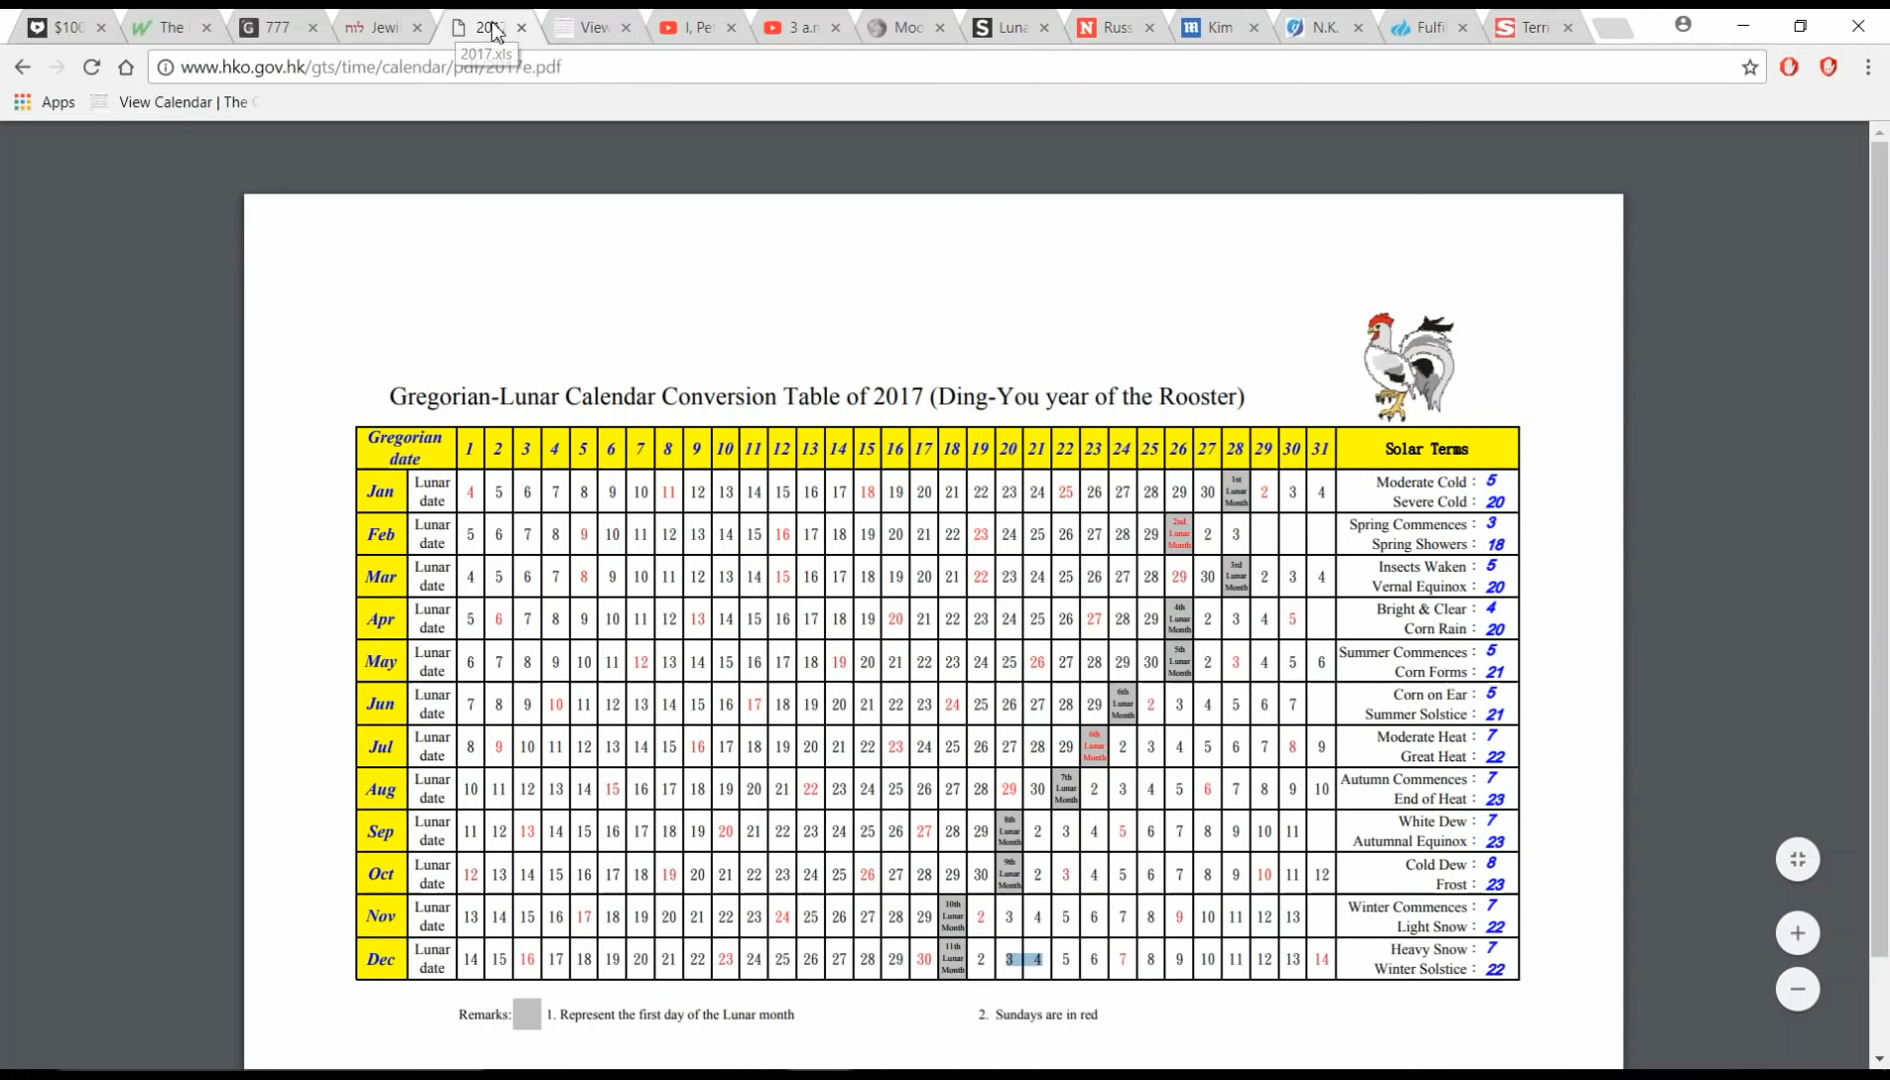 $100 The 777 Jewi 2017 View I, Pe 3 a.m Moo Luna Russ Kim N.K. Fulfil Terri
2017.xls
www.hko.gov.hk/gts/time/calendar/pdf/2017e.pdf
Apps View Calendar | The
Gregorian-Lunar Calendar Conversion Table of 2017 (Ding-You year of the Rooster)
Gregorian date 1 2 3 4 5 6 7 8 9 10 11 12 13 14 15 16 17 18 19 20 21 22 23 24 25 26 27 28 29 30 31 Solar Terms
Jan Lunar date 4 5 6 7 8 9 10 11 12 13 14 15 16 17 18 19 20 21 22 23 24 25 26 27 28 29 30 1st Lunar Month 2 3 4 Moderate Cold : 5 Severe Cold : 20
Feb Lunar date 5 6 7 8 9 10 11 12 13 14 15 16 17 18 19 20 21 22 23 24 25 26 27 28 29 2nd Lunar Month 2 3 Spring Commences : 3 Spring Showers : 18
Mar Lunar date 4 5 6 7 8 9 10 11 12 13 14 15 16 17 18 19 20 21 22 23 24 25 26 27 28 29 30 3rd Lunar Month 2 3 4 Insects Waken : 5 Vernal Equinox : 20
Apr Lunar date 5 6 7 8 9 10 11 12 13 14 15 16 17 18 19 20 21 22 23 24 25 26 27 28 29 4th Lunar Month 2 3 4 5 Bright & Clear : 4 Corn Rain : 20
May Lunar date 6 7 8 9 10 11 12 13 14 15 16 17 18 19 20 21 22 23 24 25 26 27 28 29 30 5th Lunar Month 2 3 4 5 6 Summer Commences : 5 Corn Forms : 21
Jun Lunar date 7 8 9 10 11 12 13 14 15 16 17 18 19 20 21 22 23 24 25 26 27 28 29 6th Lunar Month 2 3 4 5 6 7 Corn on Ear : 5 Summer Solstice : 21
Jul Lunar date 8 9 10 11 12 13 14 15 16 17 18 19 20 21 22 23 24 25 26 27 28 29 6th Lunar Month 2 3 4 5 6 7 8 9 Moderate Heat : 7 Great Heat : 22
Aug Lunar date 10 11 12 13 14 15 16 17 18 19 20 21 22 23 24 25 26 27 28 29 30 7th Lunar Month 2 3 4 5 6 7 8 9 10 Autumn Commences : 7 End of Heat : 23
Sep Lunar date 11 12 13 14 15 16 17 18 19 20 21 22 23 24 25 26 27 28 29 8th Lunar Month 2 3 4 5 6 7 8 9 10 11 White Dew : 7 Autumnal Equinox : 23
Oct Lunar date 12 13 14 15 16 17 18 19 20 21 22 23 24 25 26 27 28 29 30 9th Lunar Month 2 3 4 5 6 7 8 9 10 11 12 Cold Dew : 8 Frost : 23
Nov Lunar date 13 14 15 16 17 18 19 20 21 22 23 24 25 26 27 28 29 10th Lunar Month 2 3 4 5 6 7 8 9 10 11 12 13 Winter Commences : 7 Light Snow : 22
Dec Lunar date 14 15 16 17 18 19 20 21 22 23 24 25 26 27 28 29 30 11th Lunar Month 2 3 4 5 6 7 8 9 10 11 12 13 14 Heavy Snow : 7 Winter Solstice : 22
Remarks: 1. Represent the first day of the Lunar month 2. Sundays are in red